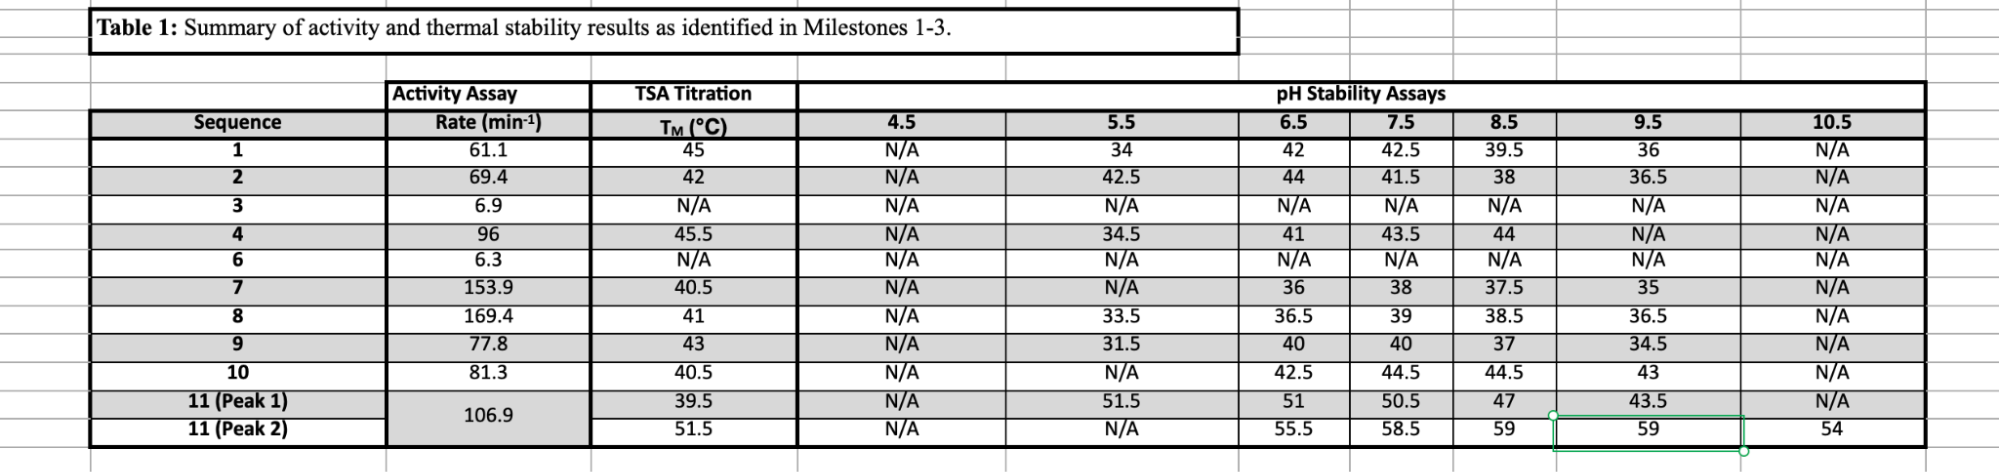 Table 1: Summary of activity and thermal stability results as identified in Milestones 1-3.
Activity Assay TSA Titration pH Stability Assays
Sequence Rate (min-1) TM (°C) 4.5 5.5 6.5 7.5 8.5 9.5 10.5
1 61.1 45 N/A 34 42 42.5 39.5 36 N/A
2 69.4 42 N/A 42.5 44 41.5 38 36.5 N/A
3 6.9 N/A N/A N/A N/A N/A N/A N/A N/A
4 96 45.5 N/A 34.5 41 43.5 44 N/A N/A
6 6.3 N/A N/A N/A N/A N/A N/A N/A N/A
7 153.9 40.5 N/A N/A 36 38 37.5 35 N/A
8 169.4 41 N/A 33.5 36.5 39 38.5 36.5 N/A
9 77.8 43 N/A 31.5 40 40 37 34.5 N/A
10 81.3 40.5 N/A N/A 42.5 44.5 44.5 43 N/A
11 (Peak 1) 106.9 39.5 N/A 51.5 51 50.5 47 43.5 N/A
11 (Peak 2) 51.5 N/A N/A 55.5 58.5 59 59 54